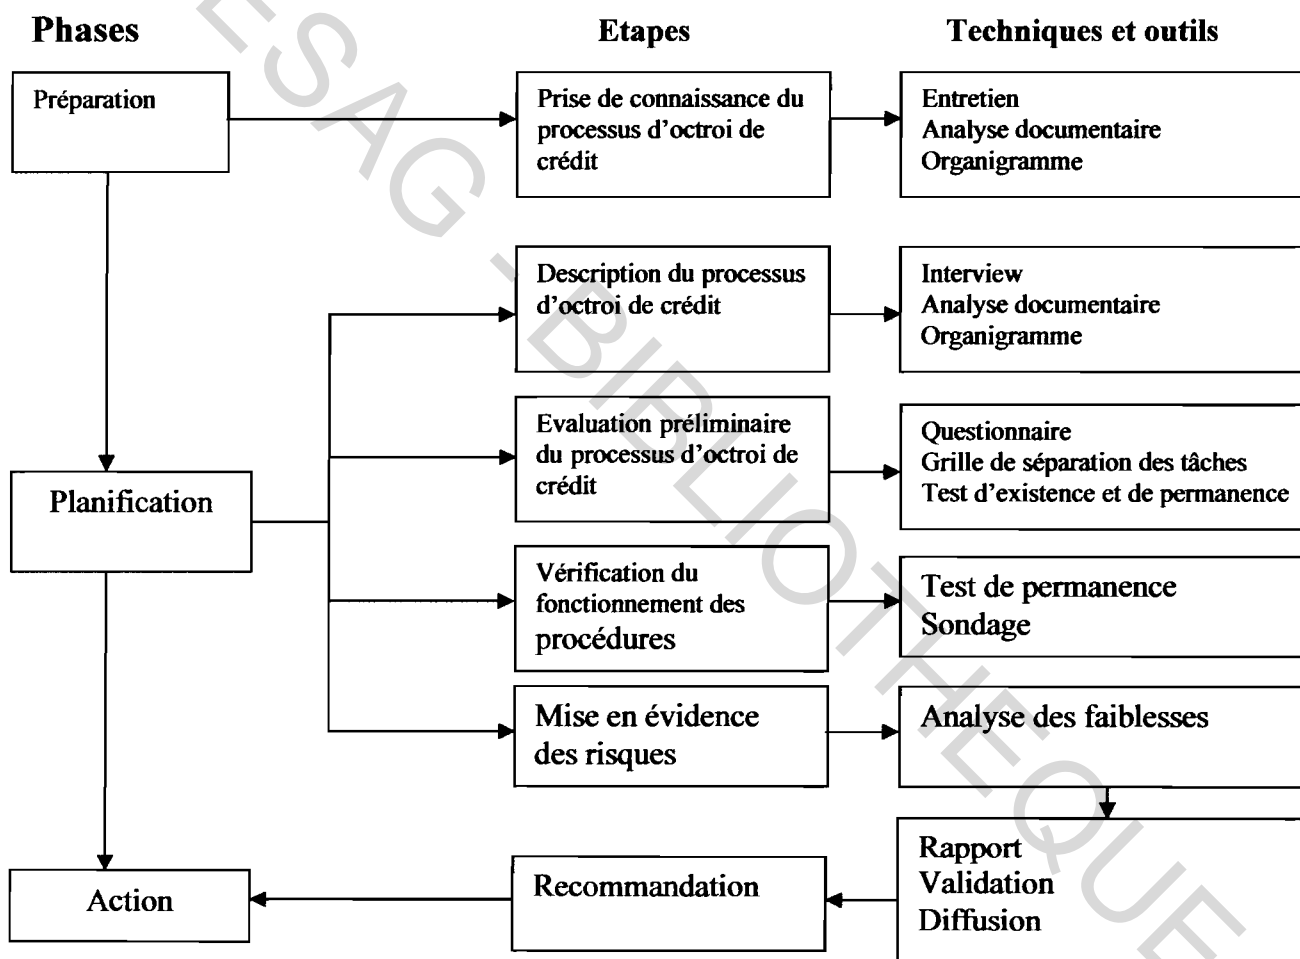 Phases
Etapes
Techniques et outils
Préparation
Prise de connaissance du
processus d'octroi de
crédit
Entretien
Analyse documentaire
Organigramme
Description du processus
d'octroi de crédit
Interview
Analyse documentaire
Organigramme
Evaluation préliminaire
du processus d'octroi de
crédit
Questionnaire
Grille de séparation des tâches
Test d'existence et de permanence
Planification
Vérification du
fonctionnement des
procédures
Test de permanence
Sondage
Mise en évidence
des risques
Analyse des faiblesses
Rapport
Validation
Diffusion
Recommandation
Action
ESAG - BIBLIOTHEQUE